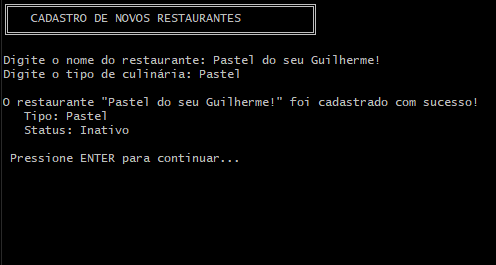 CADASTRO DE NOVOS RESTAURANTES
Digite o nome do restaurante: Pastel do seu Guilherme!
Digite o tipo de culinária: Pastel
O restaurante "Pastel do seu Guilherme!" foi cadastrado com sucesso!
Tipo: Pastel
Status: Inativo
Pressione ENTER para continuar...